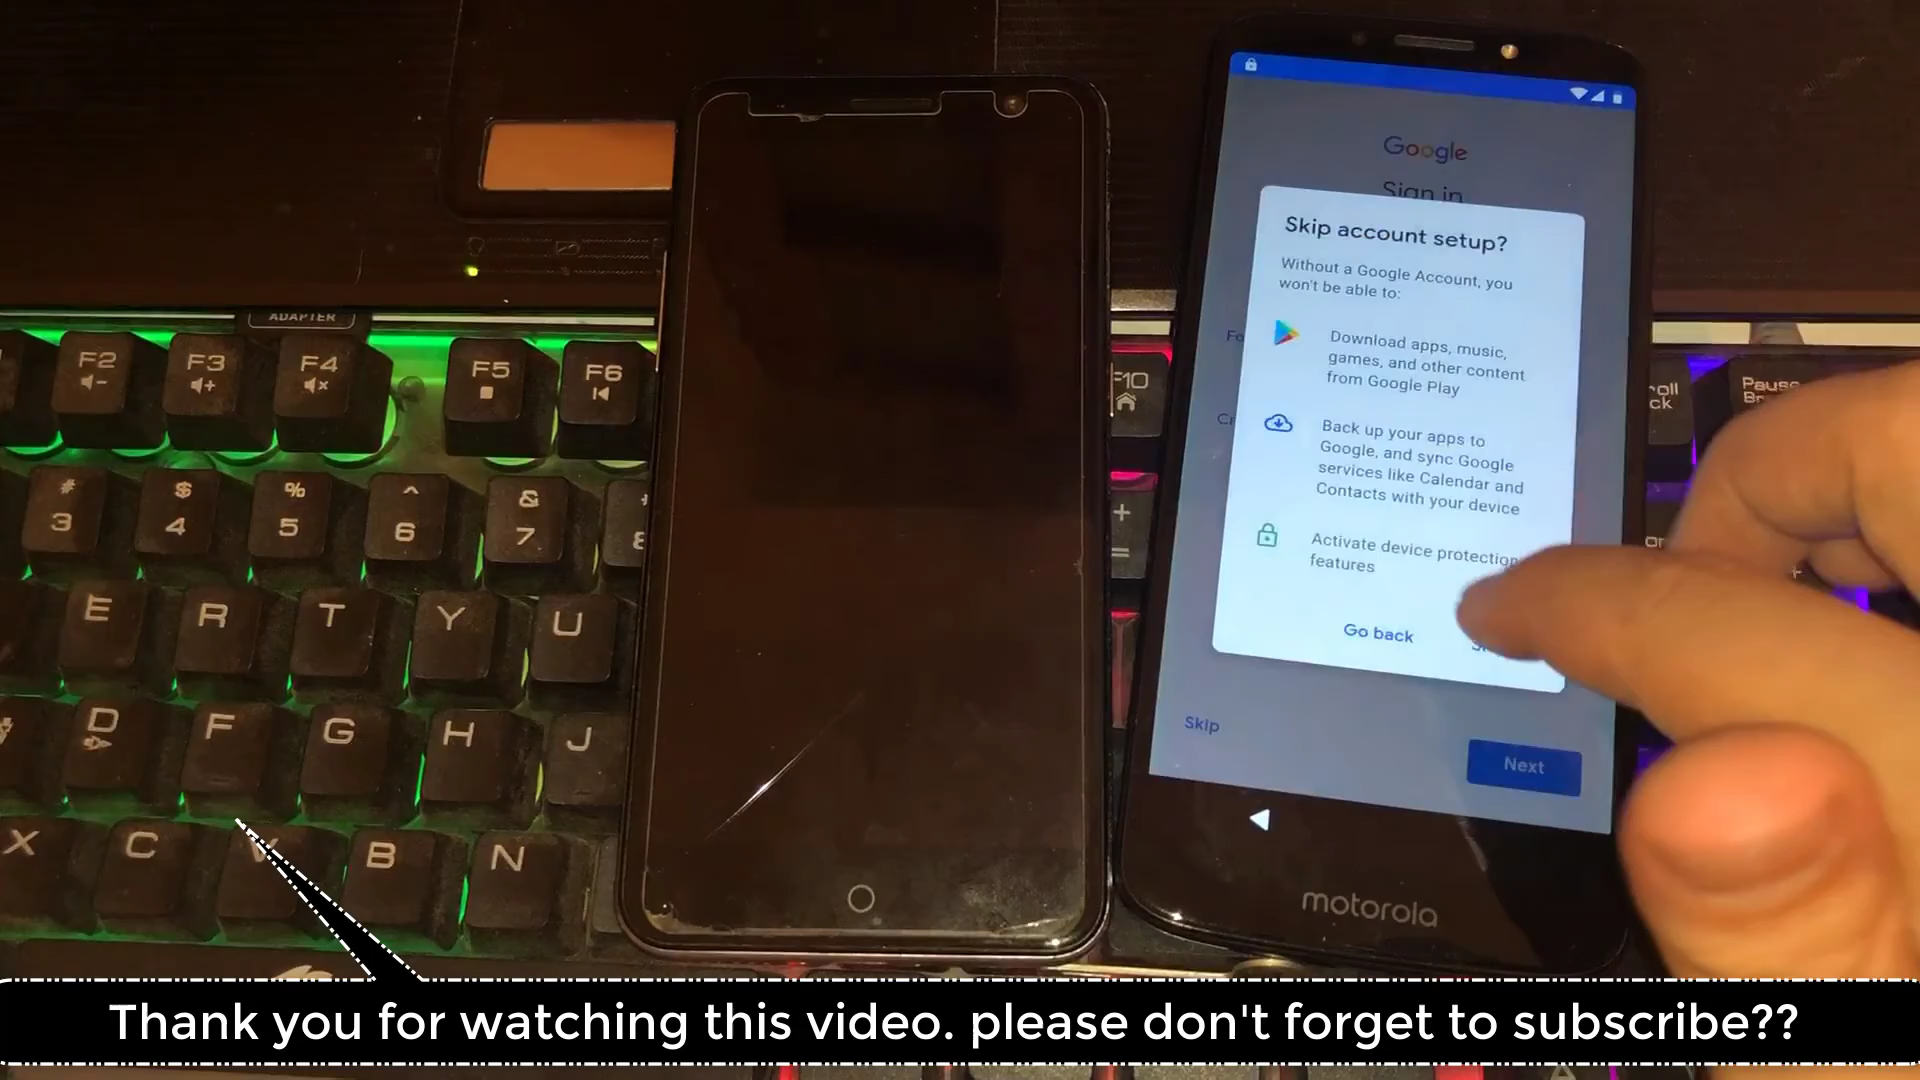 Google
Sign in
Skip account setup?
Without a Google Account, you
won't be able to:
Download apps, music,
games, and other content
from Google Play
Back up your apps to
Google, and sync Google
services like Calendar and
Contacts with your device
Activate device protection
features
Go back
Skip
Next
motorola
ADAPTER
F2
F3
F4
F5
F6
F10
Pause
# 3
$ 4
% 5
^ 6
& 7
8
+
=
E
R
T
Y
U
D
F
G
H
J
X
C
V
B
N
Thank you for watching this video. please don't forget to subscribe??